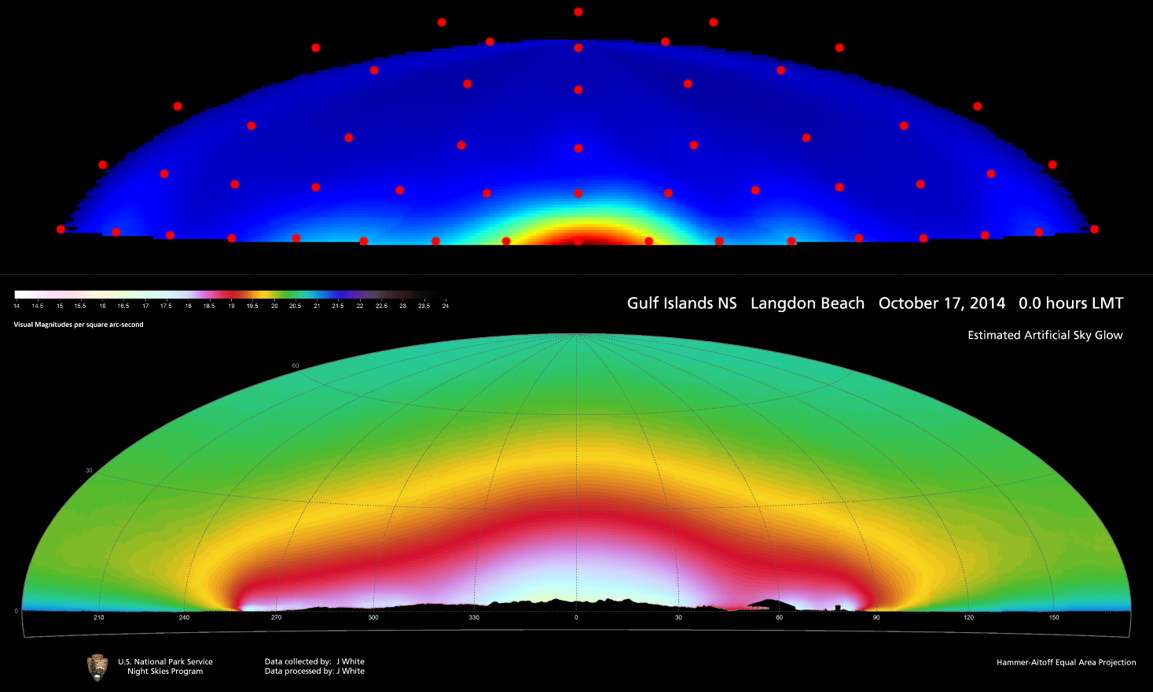 14 14.5 15 15.5 16 16.5 17 17.5 18 18.5 19 19.5 20 20.5 21 21.5 22 22.5 23 23.5 24
Visual Magnitudes per square arc-second
Gulf Islands NS Langdon Beach October 17, 2014 0.0 hours LMT
Estimated Artificial Sky Glow
60
30
0
210 240 270 300 330 0 30 60 90 120 150
U.S. National Park Service
Night Skies Program
Data collected by: J White
Data processed by: J White
Hammer-Aitoff Equal Area Projection